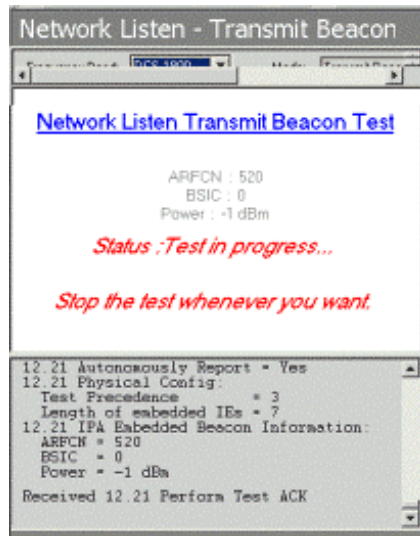 Network Listen - Transmit Beacon
DCS 1800
Network Listen Transmit Beacon Test
ARFCN : 520
BSIC : 0
Power : -1 dBm
Status :Test in progress...
Stop the test whenever you want.
12.21 Autonomously Report = Yes
12.21 Physical Config:
Test Precedence = 3
Length of embedded IEs = 7
12.21 IPA Embedded Beacon Information:
ARFCN = 520
BSIC = 0
Power = -1 dBm
Received 12.21 Perform Test ACK